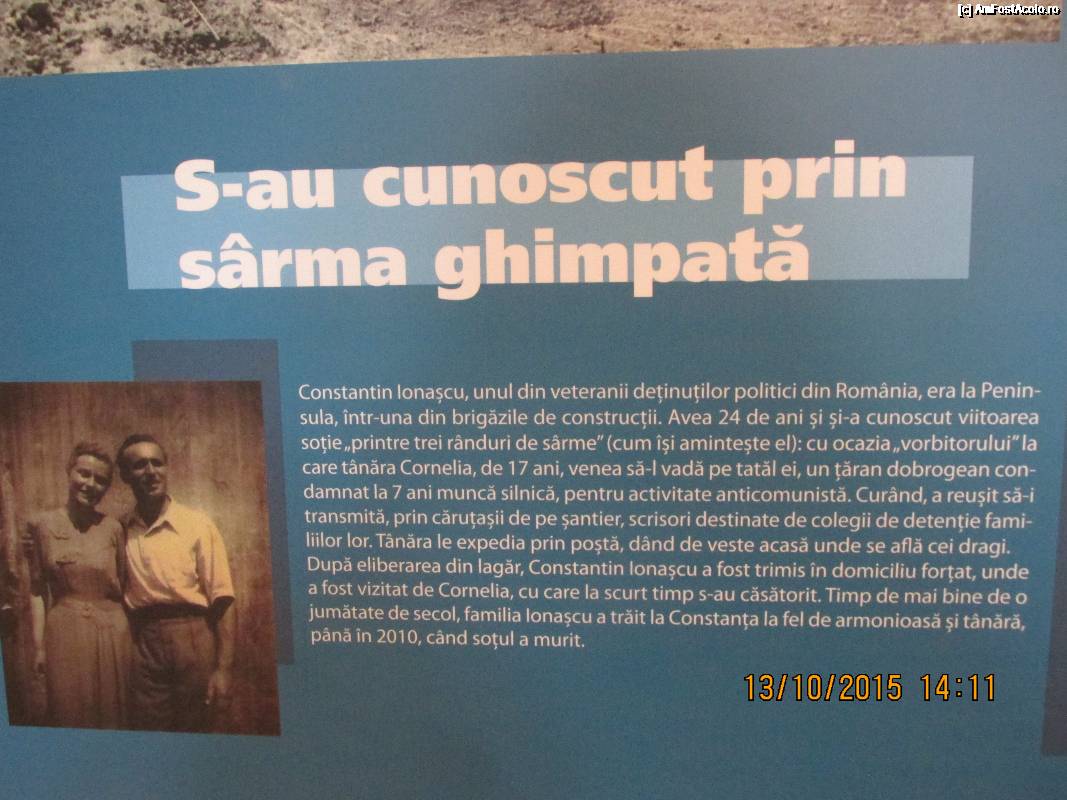 [c] AmFostAcolo.ro
S-au cunoscut prin
sârma ghimpată
Constantin Ionașcu, unul din veteranii deținuților politici din România, era la Penin-
sula, într-una din brigăzile de construcții. Avea 24 de ani și și-a cunoscut viitoarea
soție „printre trei rânduri de sârme” (cum își amintește el): cu ocazia „vorbitorului” la
care tânăra Cornelia, de 17 ani, venea să-l vadă pe tatăl ei, un țăran dobrogean con-
damnat la 7 ani muncă silnică, pentru activitate anticomunistă. Curând, a reușit să-i
transmită, prin căruțașii de pe șantier, scrisori destinate de colegii de detenție fami-
liilor lor. Tânăra le expedia prin poștă, dând de veste acasă unde se află cei dragi.
După eliberarea din lagăr, Constantin Ionașcu a fost trimis în domiciliu forțat, unde
a fost vizitat de Cornelia, cu care la scurt timp s-au căsătorit. Timp de mai bine de o
jumătate de secol, familia Ionașcu a trăit la Constanța la fel de armonioasă și tânără,
până în 2010, când soțul a murit.
13/10/2015 14:11